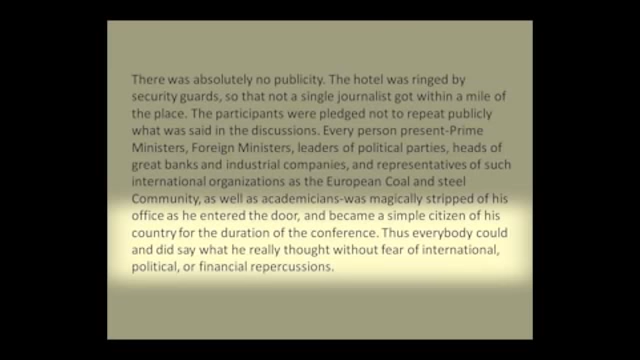 There was absolutely no publicity. The hotel was ringed by
security guards, so that not a single journalist got within a mile of
the place. The participants were pledged not to repeat publicly
what was said in the discussions. Every person present-Prime
Ministers, Foreign Ministers, leaders of political parties, heads of
great banks and industrial companies, and representatives of such
international organizations as the European Coal and steel
Community, as well as academicians-was magically stripped of his
office as he entered the door, and became a simple citizen of his
country for the duration of the conference. Thus everybody could
and did say what he really thought without fear of international,
political, or financial repercussions.